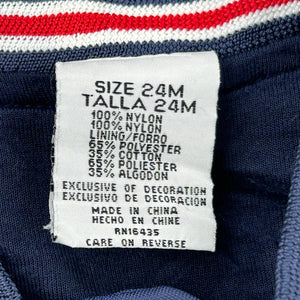 SIZE 24M
TALLA 24M
100% NYLON
100% NYLON
LINING/FORRO
65% POLYESTER
35% COTTON
65% POLIESTER
35% ALGODON
EXCLUSIVE OF DECORATION
EXCLUSIVO DE DECORACION
MADE IN CHINA
HECHO EN CHINA
RN16435
CARE ON REVERSE